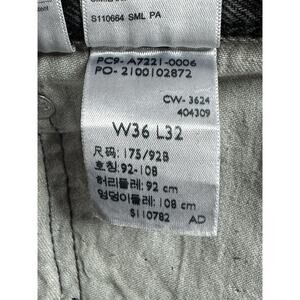 S110664 SML PA
PC9- A7221-0006
PO- 2100102872
CW- 3624
404309
W36 L32
尺码: 175/92B
호칭: 92-108
허리둘레: 92 cm
엉덩이둘레: 108 cm
S110782
AD